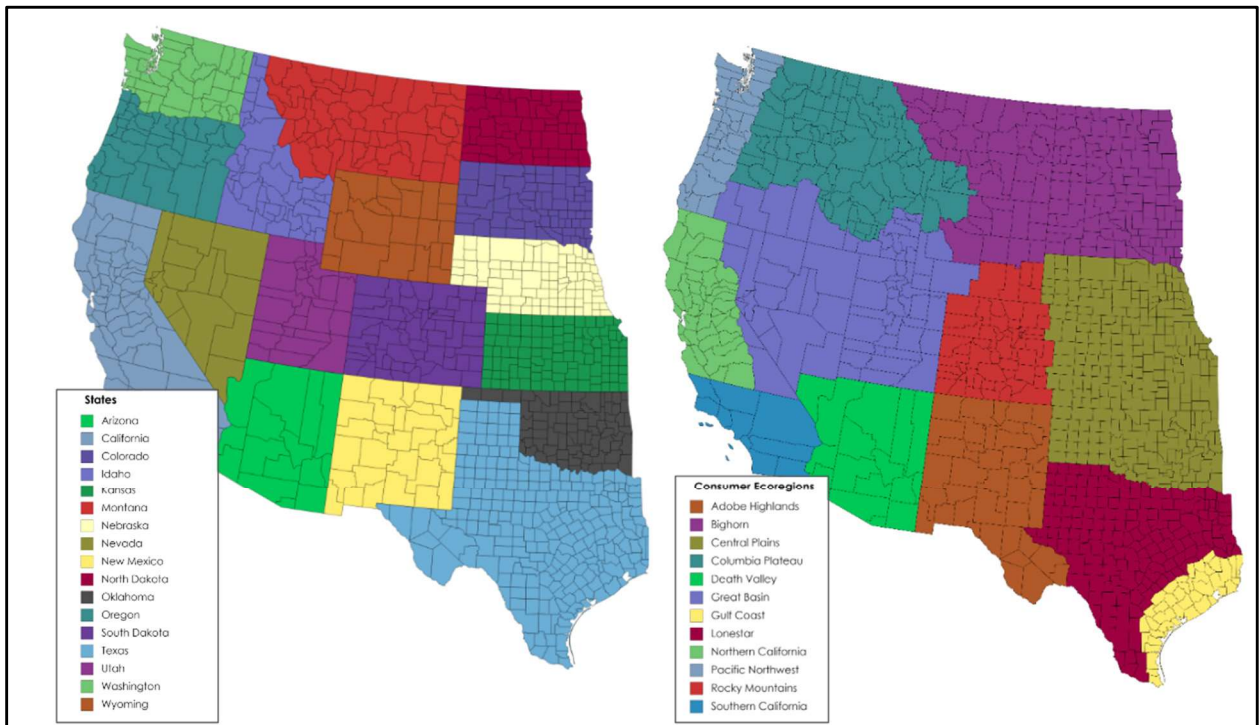 States
Arizona
California
Colorado
Idaho
Kansas
Montana
Nebraska
Nevada
New Mexico
North Dakota
Oklahoma
Oregon
South Dakota
Texas
Utah
Washington
Wyoming
Consumer Ecoregions
Adobe Highlands
Bighorn
Central Plains
Columbia Plateau
Death Valley
Great Basin
Gulf Coast
Lonestar
Northern California
Pacific Northwest
Rocky Mountains
Southern California